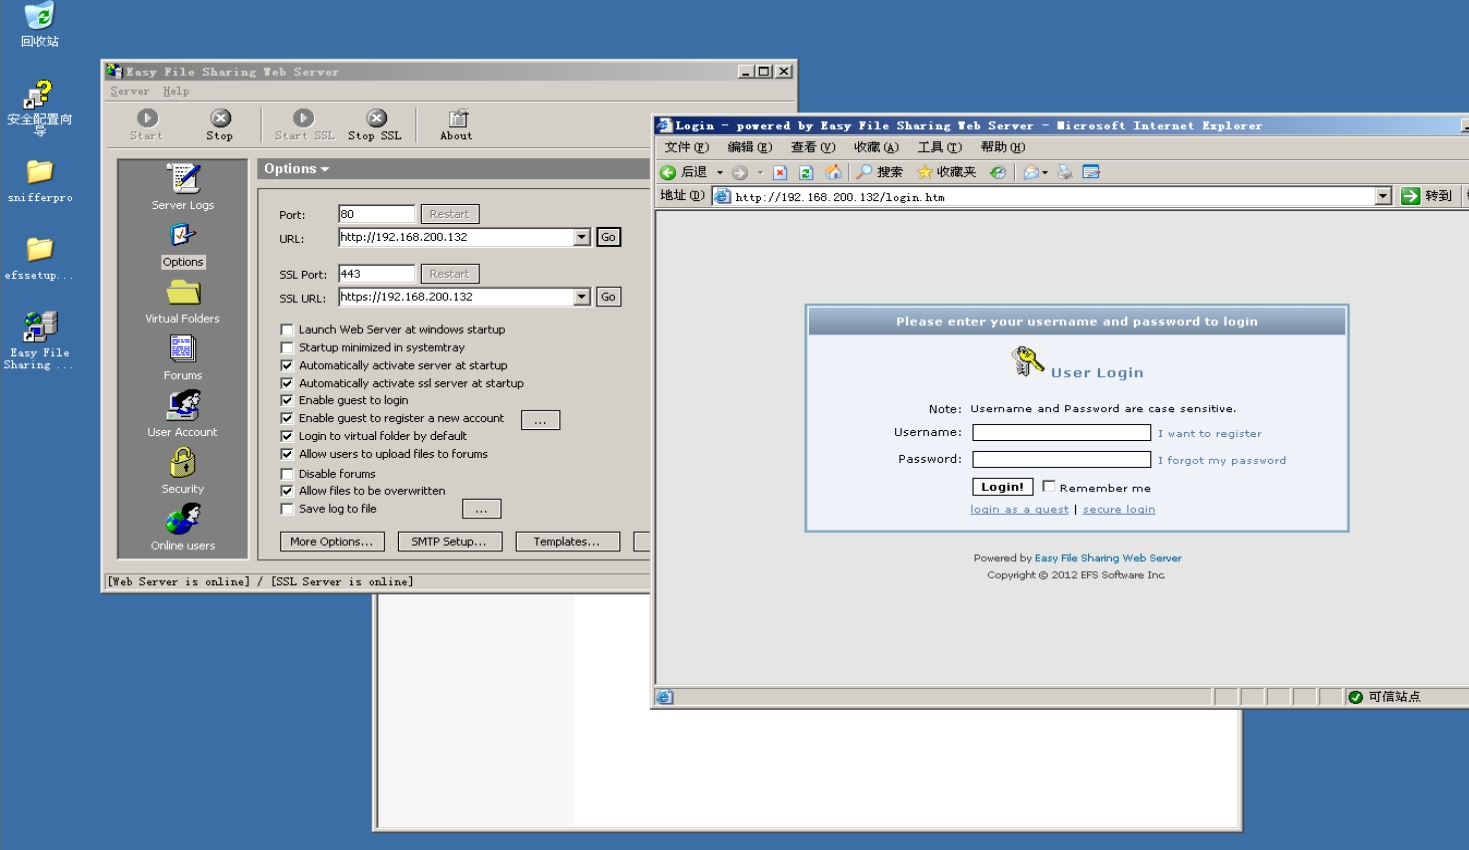 回收站
安全配置向
导
snifferpro
efssetup...
Easy File
Sharing ...
Easy File Sharing Web Server
Server Help
Start Stop Start SSL Stop SSL About
Server Logs
Options
Virtual Folders
Forums
User Account
Security
Online users
Options
Port: 80 Restart
URL: http://192.168.200.132 Go
SSL Port: 443 Restart
SSL URL: https://192.168.200.132 Go
Launch Web Server at windows startup
Startup minimized in systemtray
Automatically activate server at startup
Automatically activate ssl server at startup
Enable guest to login
Enable guest to register a new account ...
Login to virtual folder by default
Allow users to upload files to forums
Disable forums
Allow files to be overwritten
Save log to file ...
More Options... SMTP Setup... Templates...
[Web Server is online] / [SSL Server is online]
Login - powered by Easy File Sharing Web Server - Microsoft Internet Explorer
文件(F) 编辑(E) 查看(V) 收藏(A) 工具(T) 帮助(H)
后退 搜索 收藏夹
地址(D) http://192.168.200.132/login.htm 转到
Please enter your username and password to login
User Login
Note: Username and Password are case sensitive.
Username: I want to register
Password: I forgot my password
Login! Remember me
login as a guest | secure login
Powered by Easy File Sharing Web Server
Copyright © 2012 EFS Software Inc.
可信站点